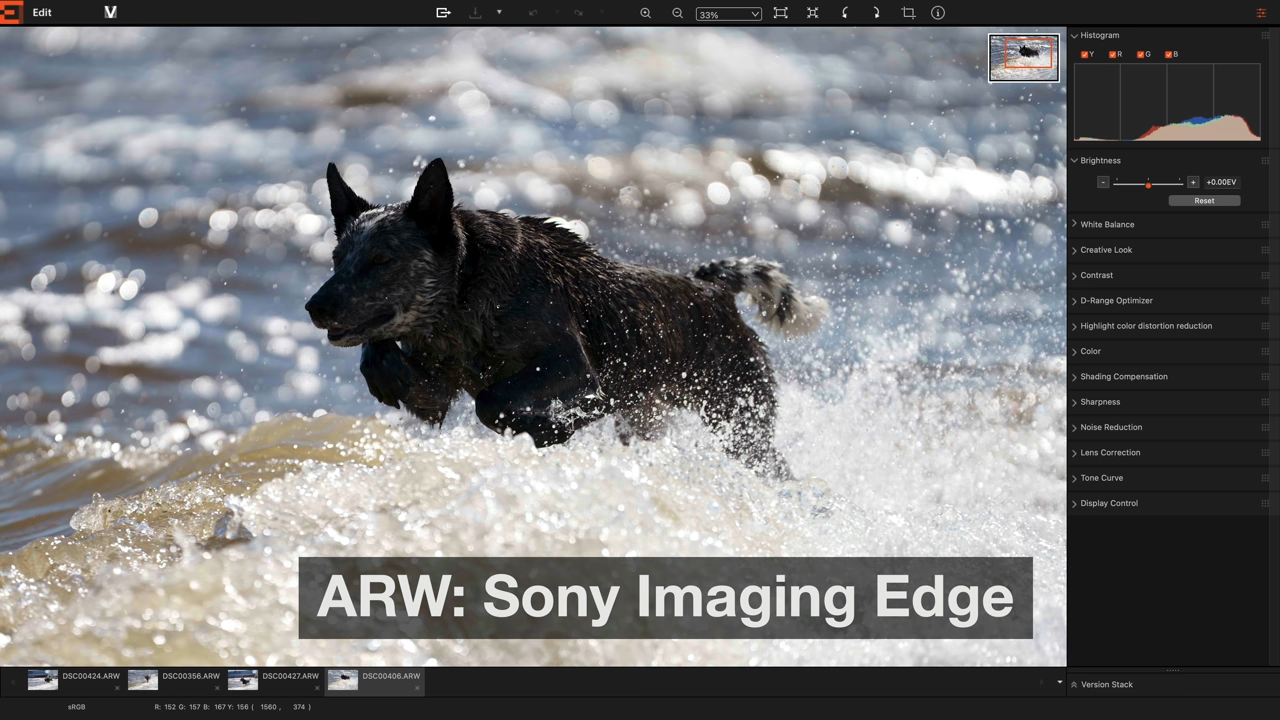 Edit
33%
Histogram
Y R G B
Brightness
- + +0.00EV
Reset
White Balance
Creative Look
Contrast
D-Range Optimizer
Highlight color distortion reduction
Color
Shading Compensation
Sharpness
Noise Reduction
Lens Correction
Tone Curve
Display Control
ARW: Sony Imaging Edge
DSC00424.ARW DSC00356.ARW DSC00427.ARW DSC00406.ARW
Version Stack
sRGB R: 152 G: 157 B: 167 Y: 156 ( 1560 , 374 )